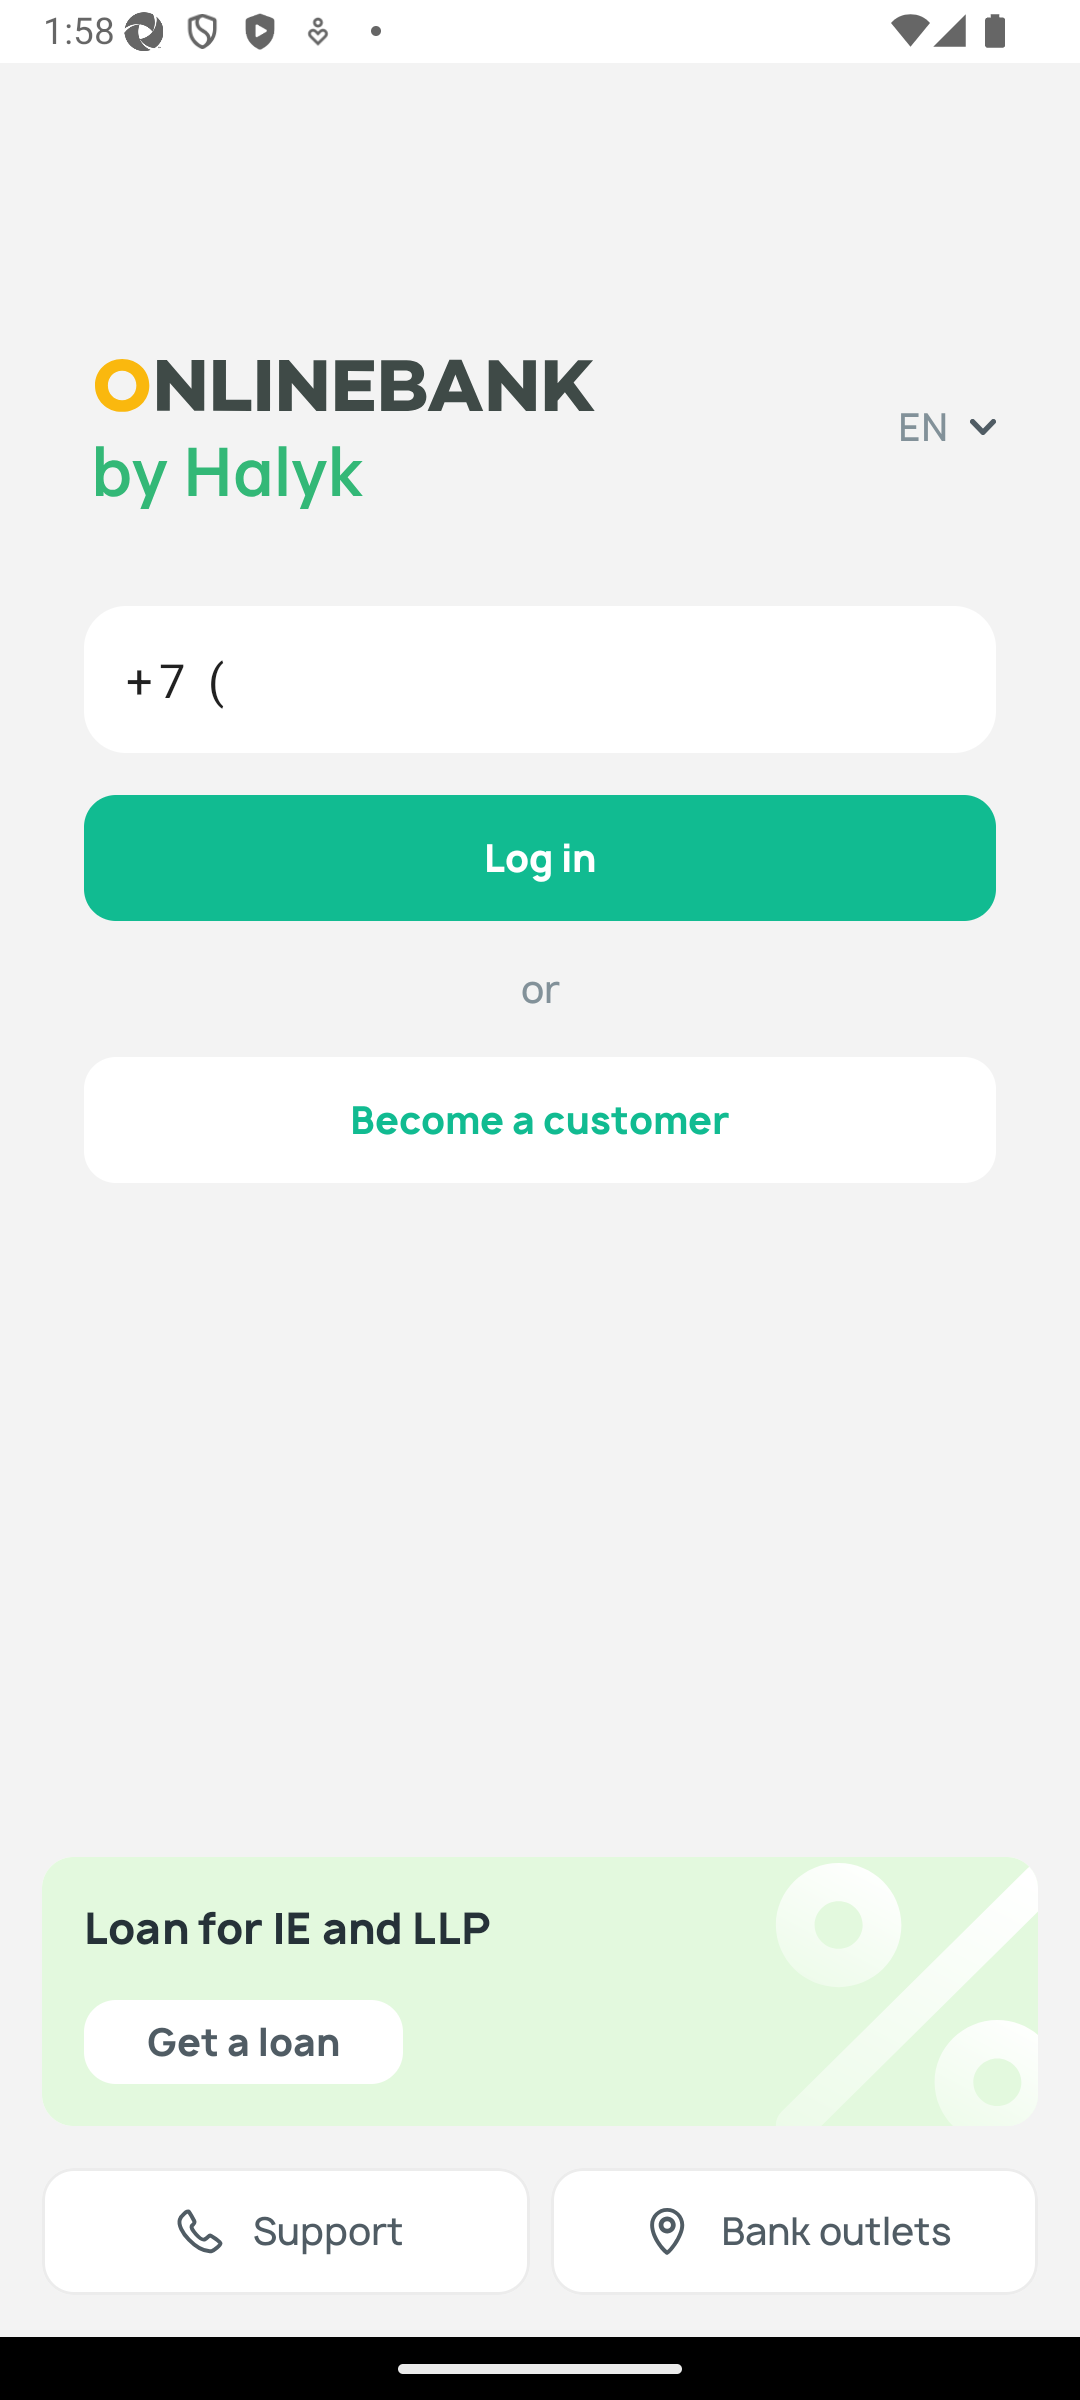 1:58
ONLINEBANK
by Halyk
EN
+7 (
Log in
or
Become a customer
Loan for IE and LLP
Get a loan
Support
Bank outlets